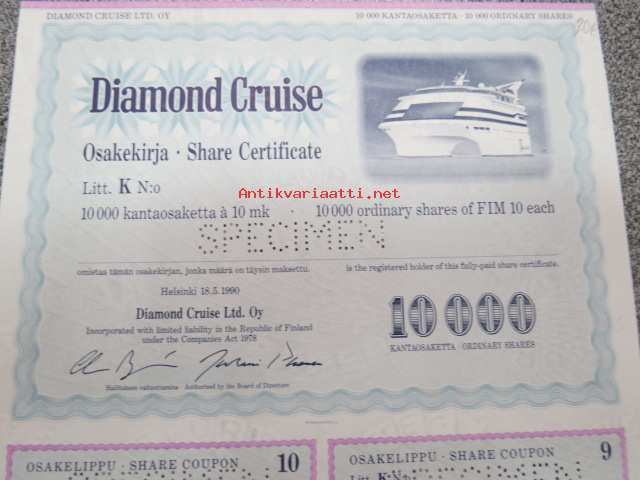 DIAMOND CRUISE LTD. OY
10 000 KANTAOSAKETTA · 10 000 ORDINARY SHARES
Diamond Cruise
Osakekirja · Share Certificate
Litt. K N:o
Antikvariaatti.net
10 000 kantaosaketta à 10 mk · 10 000 ordinary shares of FIM 10 each
SPECIMEN
omistaa tämän osakekirjan, jonka määrä on täysin maksettu.
is the registered holder of this fully-paid share certificate.
Helsinki 18.5.1990
Diamond Cruise Ltd. Oy
Incorporated with limited liability in the Republic of Finland
under the Companies Act 1978
10 000
KANTAOSAKETTA · ORDINARY SHARES
Hallituksen valtuuttamina
Authorized by the Board of Directors
OSAKELIPPU · SHARE COUPON 10
OSAKELIPPU · SHARE COUPON 9
Litt. K N:o